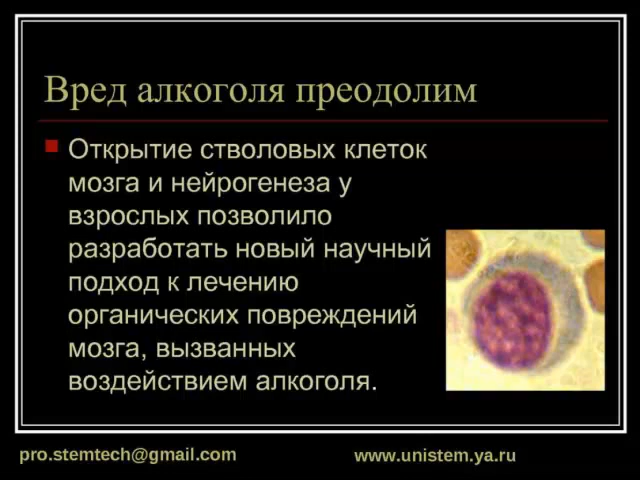 Вред алкоголя преодолим
Открытие стволовых клеток
мозга и нейрогенеза у
взрослых позволило
разработать новый научный
подход к лечению
органических повреждений
мозга, вызванных
воздействием алкоголя.
pro.stemtech@gmail.com
www.unistem.ya.ru